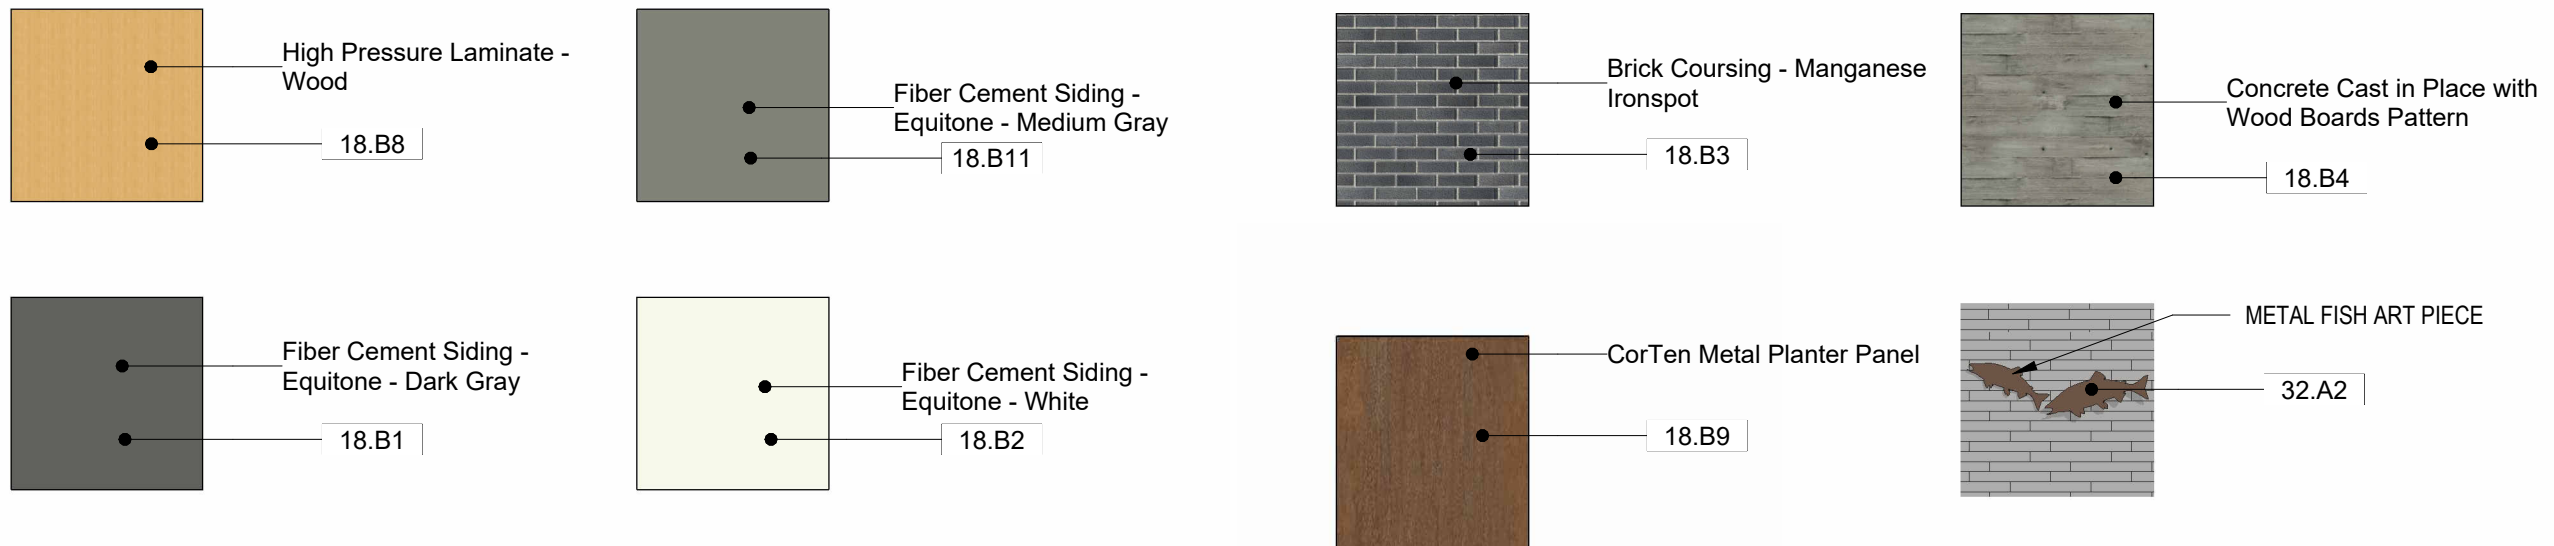 High Pressure Laminate -
Wood
18.B8
Fiber Cement Siding -
Equitone - Medium Gray
18.B11
Brick Coursing - Manganese
Ironspot
18.B3
Concrete Cast in Place with
Wood Boards Pattern
18.B4
Fiber Cement Siding -
Equitone - Dark Gray
18.B1
Fiber Cement Siding -
Equitone - White
18.B2
CorTen Metal Planter Panel
18.B9
METAL FISH ART PIECE
32.A2